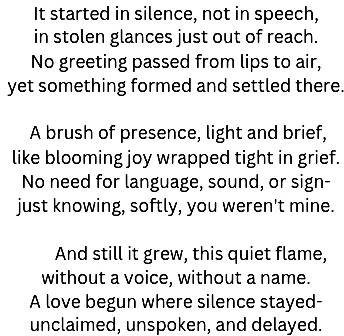 It started in silence, not in speech,
in stolen glances just out of reach.
No greeting passed from lips to air,
yet something formed and settled there.

A brush of presence, light and brief,
like blooming joy wrapped tight in grief.
No need for language, sound, or sign-
just knowing, softly, you weren't mine.

And still it grew, this quiet flame,
without a voice, without a name.
A love begun where silence stayed-
unclaimed, unspoken, and delayed.